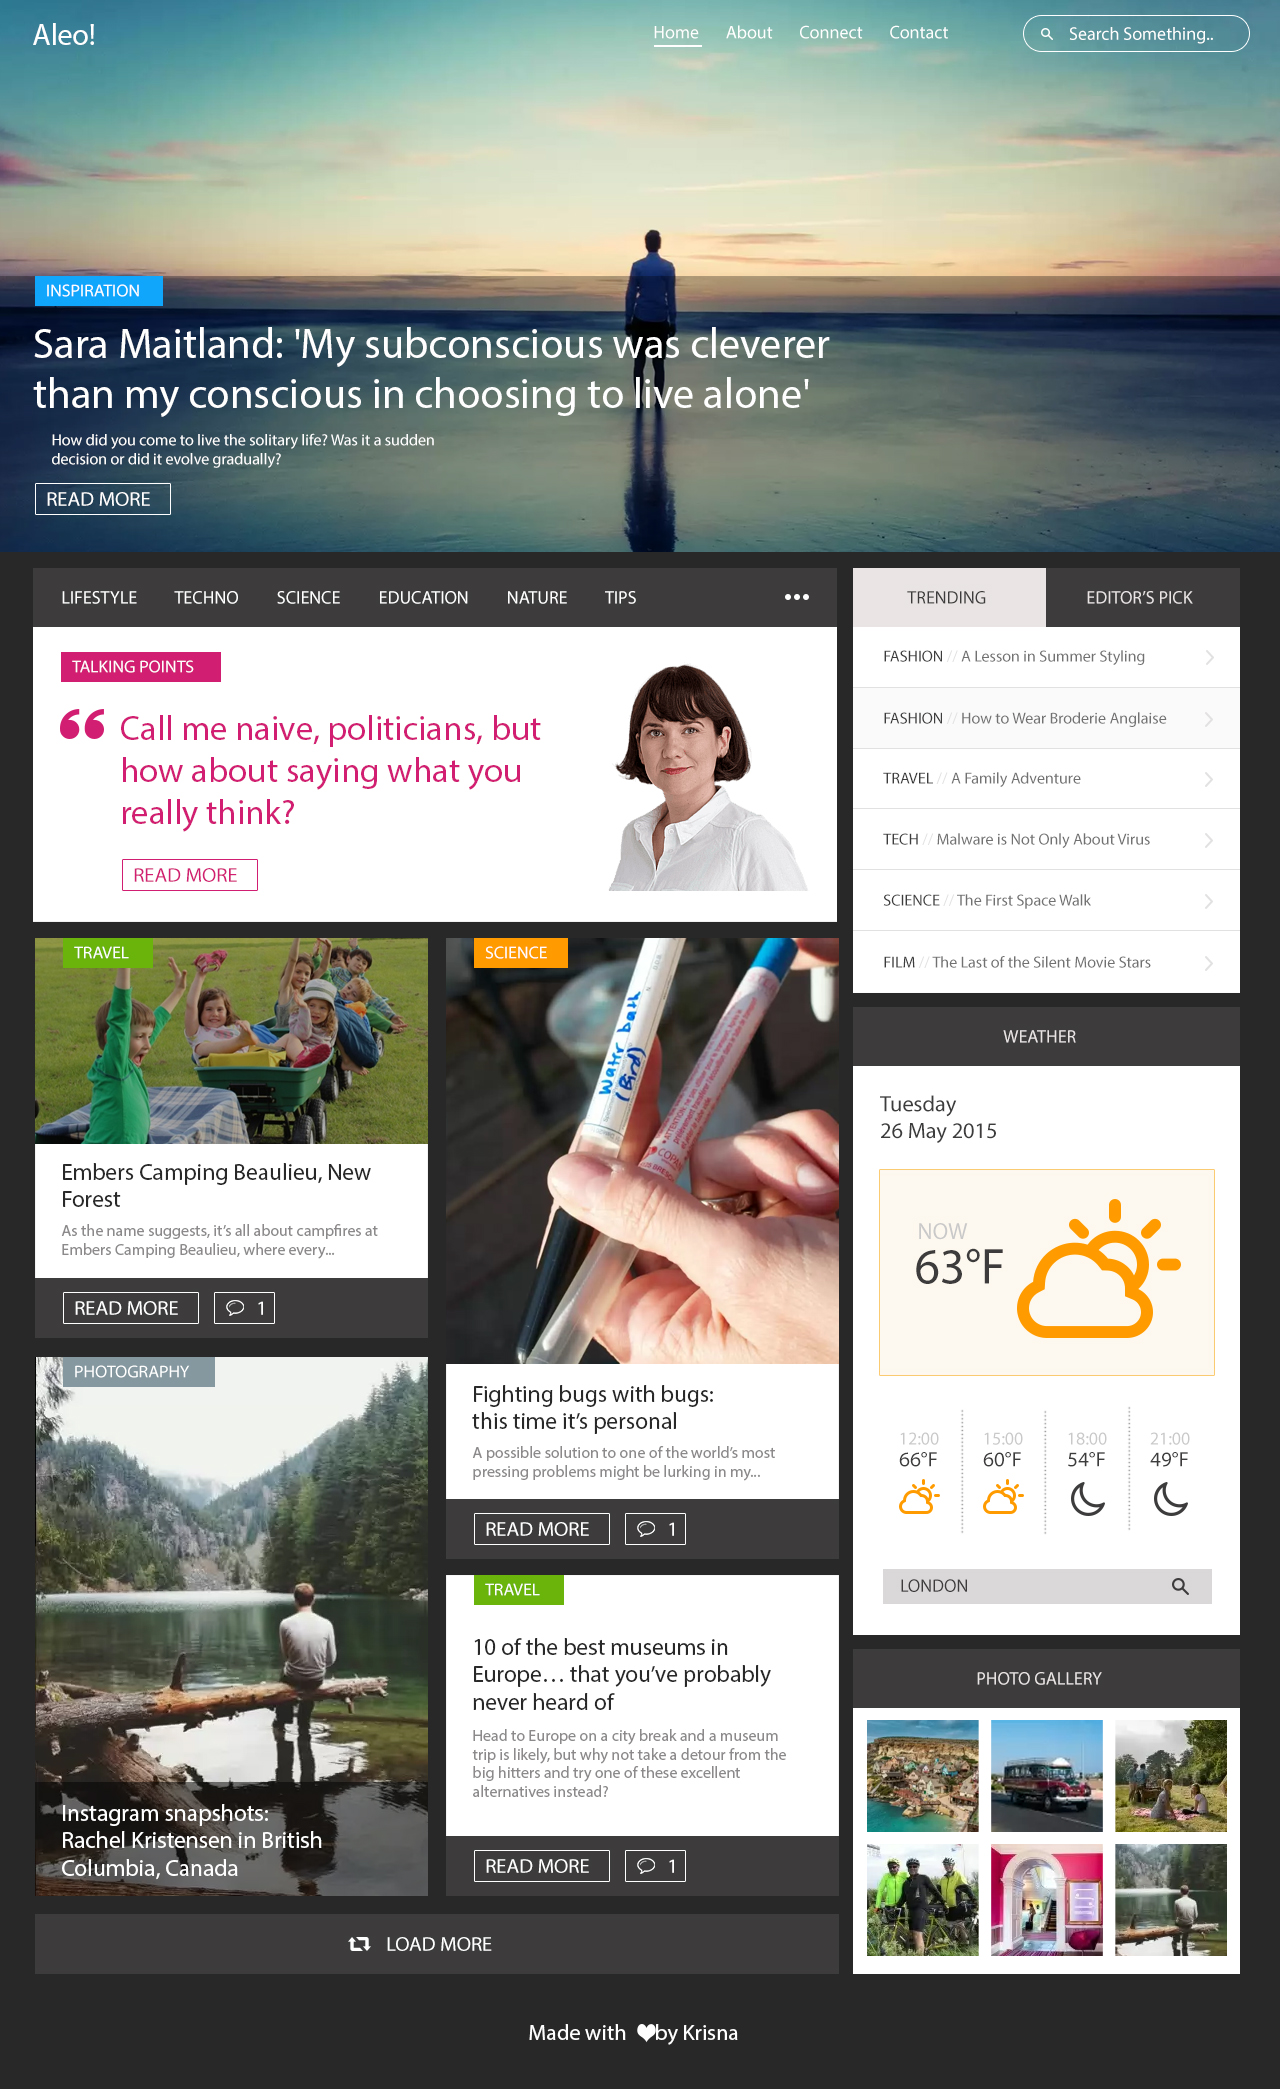 Aleo!
Home About Connect Contact
Search Something..
INSPIRATION
Sara Maitland: 'My subconscious was cleverer
than my conscious in choosing to live alone'
How did you come to live the solitary life? Was it a sudden
decision or did it evolve gradually?
READ MORE
LIFESTYLE TECHNO SCIENCE EDUCATION NATURE TIPS
TALKING POINTS
“ Call me naive, politicians, but
how about saying what you
really think?
READ MORE
TRAVEL
Embers Camping Beaulieu, New
Forest
As the name suggests, it’s all about campfires at
Embers Camping Beaulieu, where every...
READ MORE 1
PHOTOGRAPHY
Instagram snapshots:
Rachel Kristensen in British
Columbia, Canada
SCIENCE
Water bath
(Bird)
Fighting bugs with bugs:
this time it’s personal
A possible solution to one of the world’s most
pressing problems might be lurking in my...
READ MORE 1
TRAVEL
10 of the best museums in
Europe… that you’ve probably
never heard of
Head to Europe on a city break and a museum
trip is likely, but why not take a detour from the
big hitters and try one of these excellent
alternatives instead?
READ MORE 1
LOAD MORE
TRENDING EDITOR’S PICK
FASHION // A Lesson in Summer Styling
FASHION // How to Wear Broderie Anglaise
TRAVEL // A Family Adventure
TECH // Malware is Not Only About Virus
SCIENCE // The First Space Walk
FILM // The Last of the Silent Movie Stars
WEATHER
Tuesday
26 May 2015
NOW
63°F
12:00 15:00 18:00 21:00
66°F 60°F 54°F 49°F
LONDON
PHOTO GALLERY
Made with by Krisna